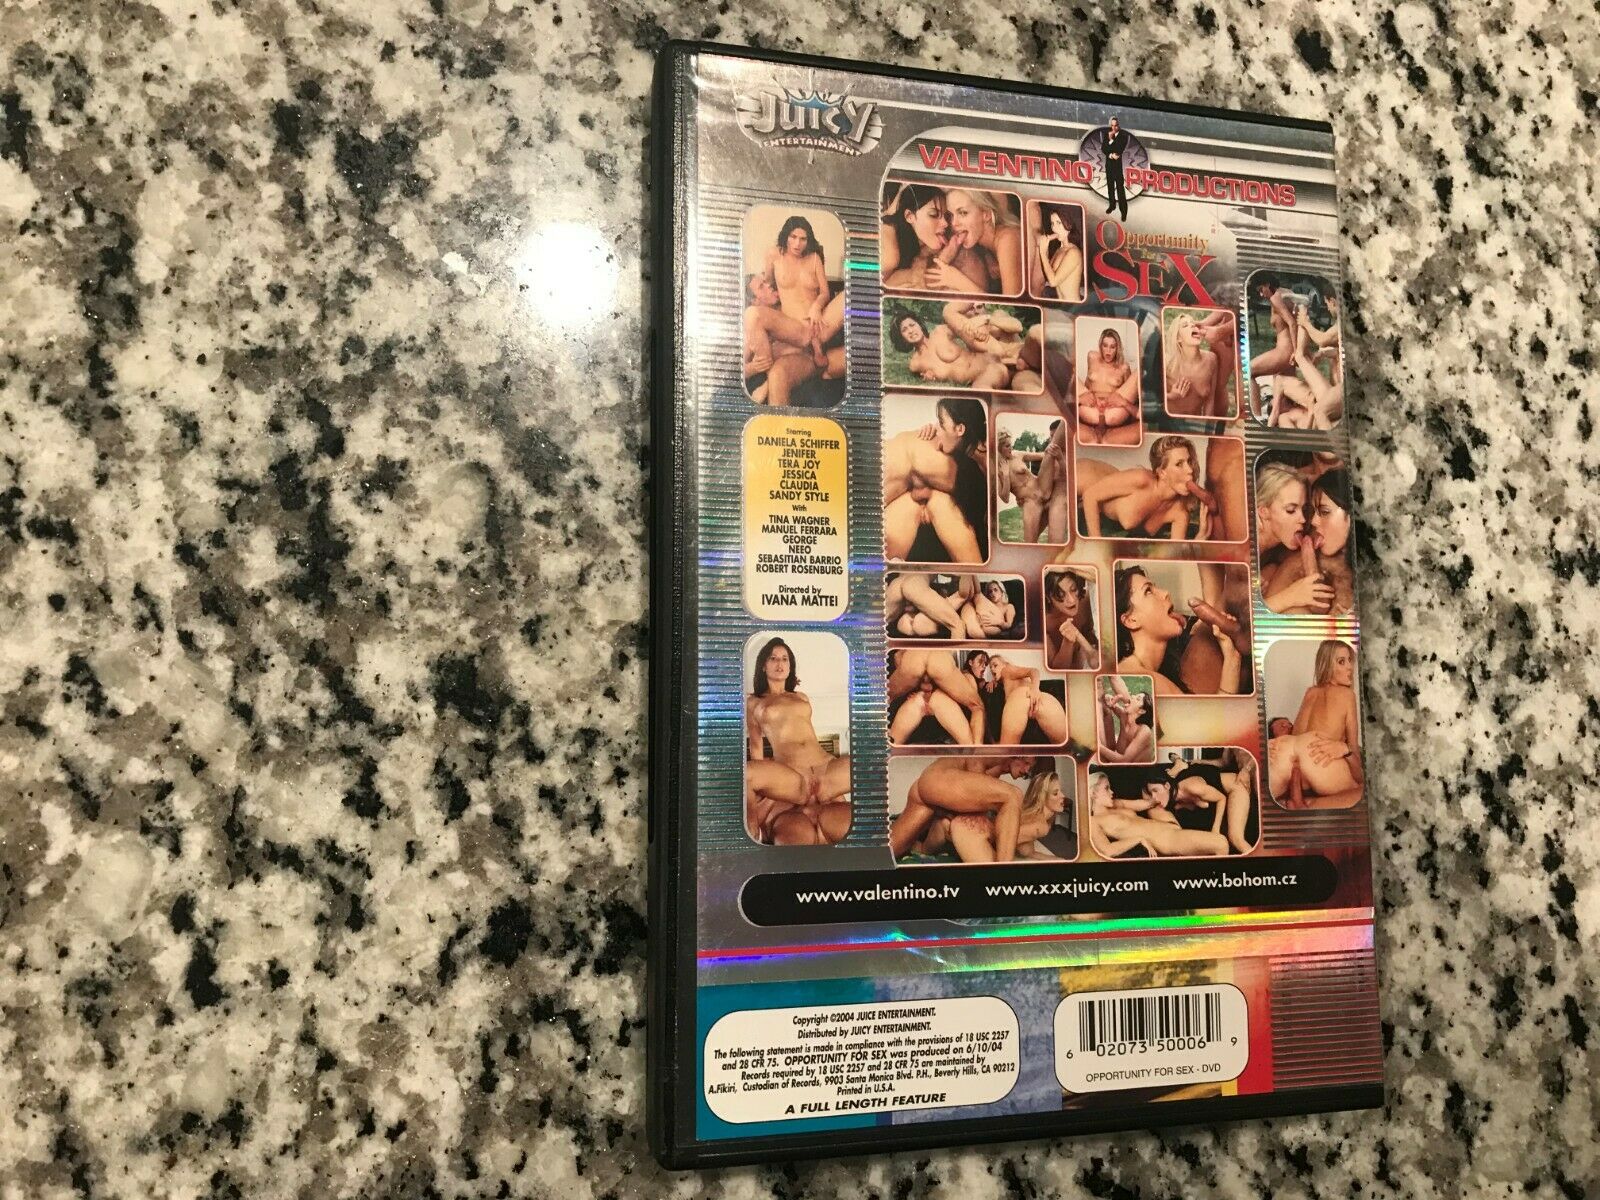 JUICY
ENTERTAINMENT
VALENTINO PRODUCTIONS
Opportunity
for
SEX
Starring
DANIELA SCHIFFER
JENIFER
TERA JOY
JESSICA
CLAUDIA
SANDY STYLE
With
TINA WAGNER
MANUEL FERRARA
GEORGE
NEEO
SEBASTIAN BARRIO
ROBERT ROSENBURG
Directed by
IVANA MATTEI
www.valentino.tv www.xxxjuicy.com www.bohom.cz
Copyright ©2004 JUICE ENTERTAINMENT.
Distributed by JUICY ENTERTAINMENT.
The following statement is made in compliance with the provisions of 18 USC 2257
and 28 CFR 75. OPPORTUNITY FOR SEX was produced on 6/10/04
Records required by 18 USC 2257 and 28 CFR 75 are maintained by
A.Fikiri, Custodian of Records, 9903 Santa Monica Blvd. P.H., Beverly Hills, CA 90212
Printed in U.S.A.
A FULL LENGTH FEATURE
6 02073 50006 9
OPPORTUNITY FOR SEX - DVD